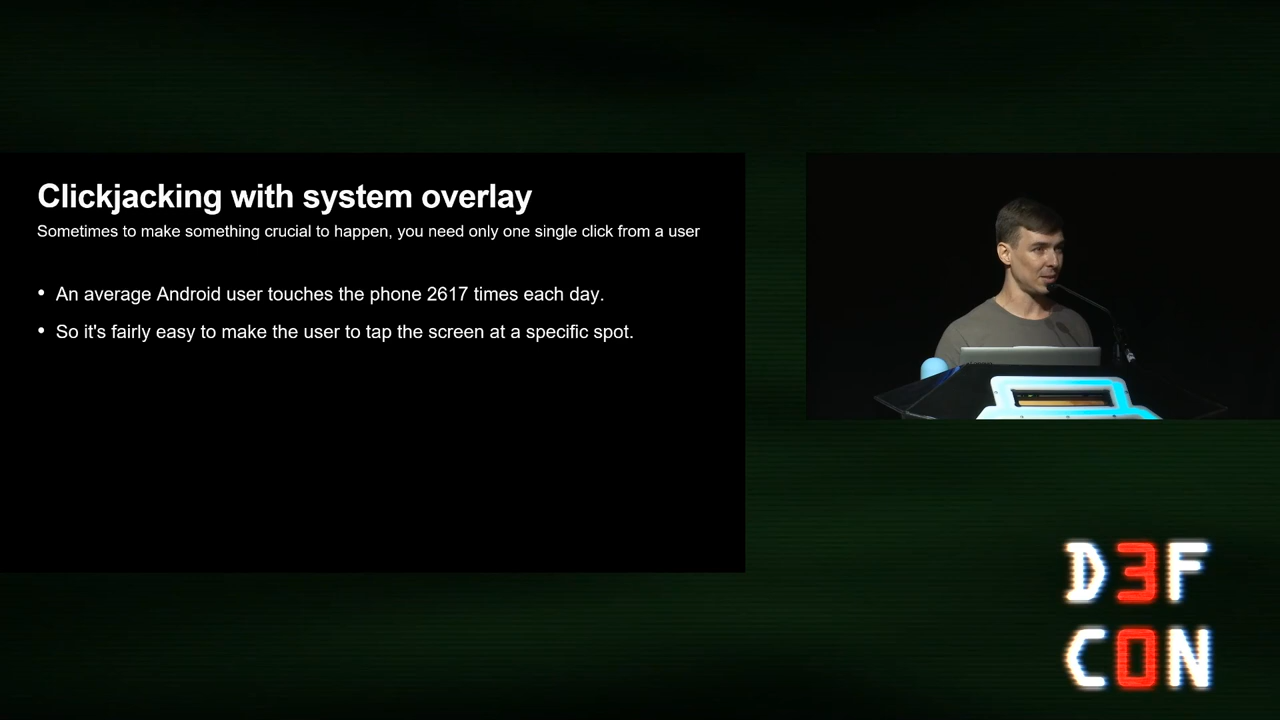 Clickjacking with system overlay
Sometimes to make something crucial to happen, you need only one single click from a user
• An average Android user touches the phone 2617 times each day.
• So it's fairly easy to make the user to tap the screen at a specific spot.
D3F
C0N